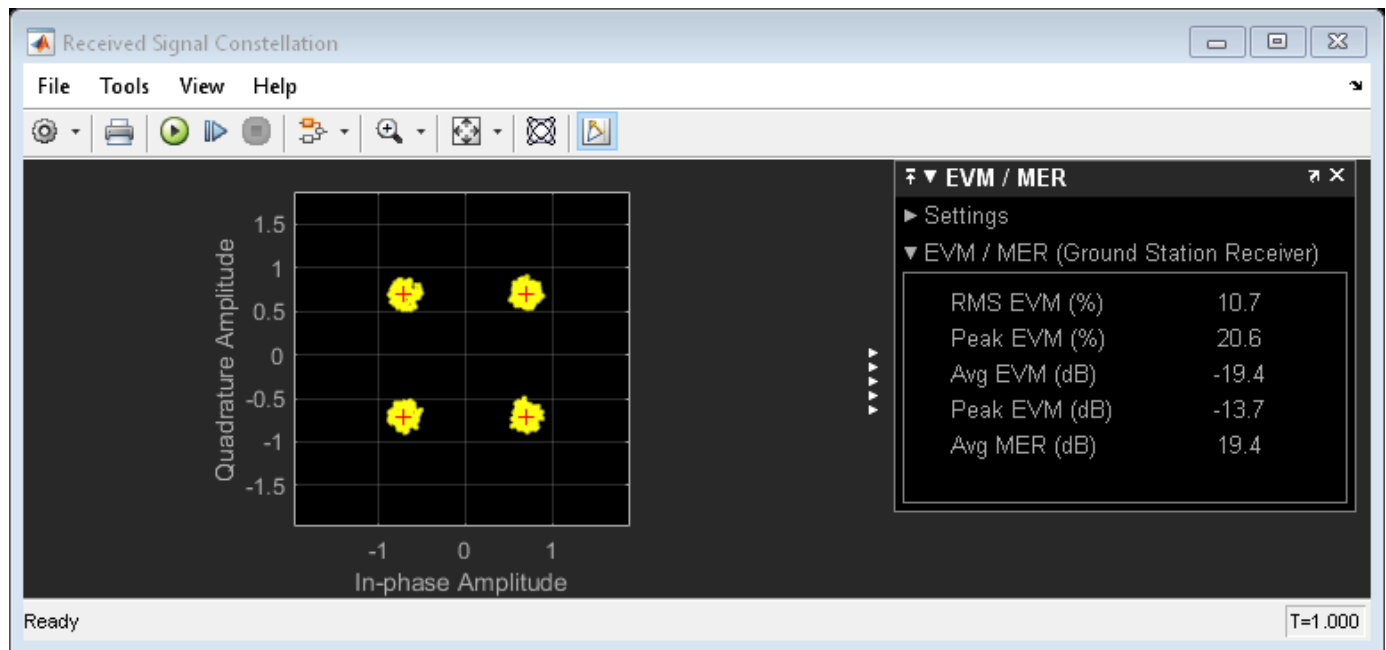 Received Signal Constellation
File Tools View Help
1.5
1
0.5
0
-0.5
-1
-1.5
Quadrature Amplitude
-1 0 1
In-phase Amplitude
EVM / MER
Settings
EVM / MER (Ground Station Receiver)
RMS EVM (%) 10.7
Peak EVM (%) 20.6
Avg EVM (dB) -19.4
Peak EVM (dB) -13.7
Avg MER (dB) 19.4
Ready T=1.000